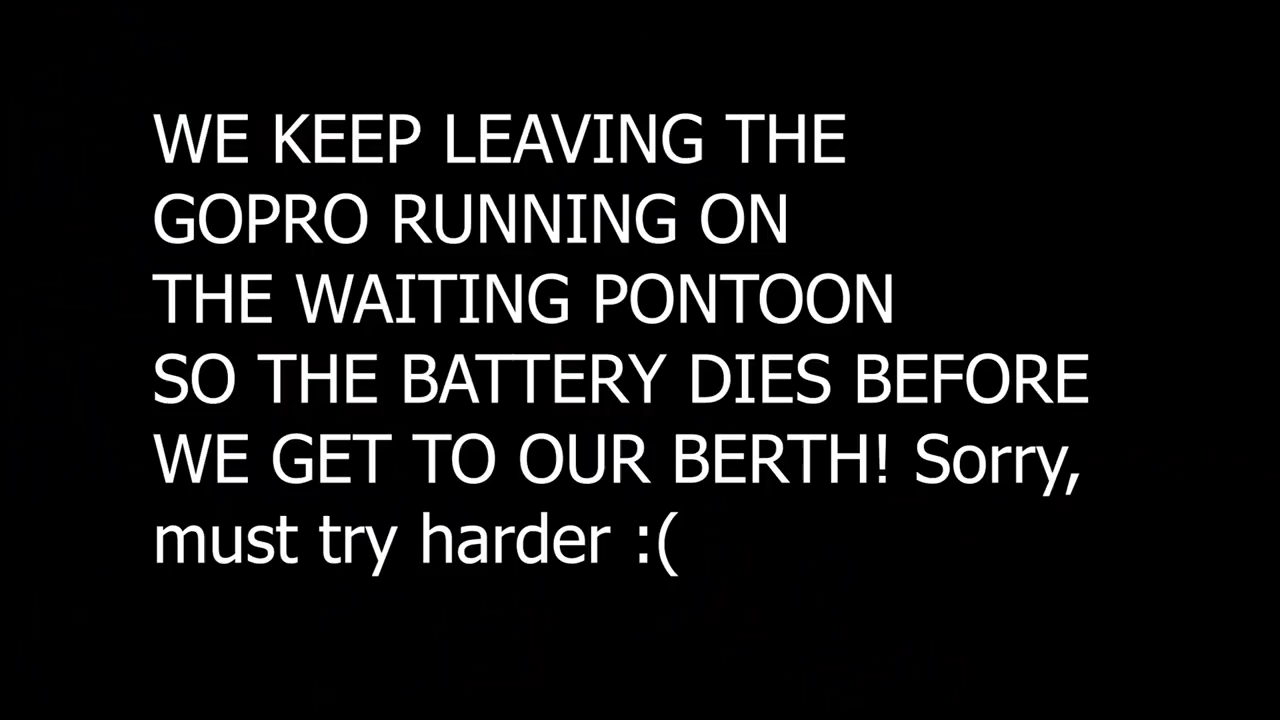 WE KEEP LEAVING THE
GOPRO RUNNING ON
THE WAITING PONTOON
SO THE BATTERY DIES BEFORE
WE GET TO OUR BERTH! Sorry,
must try harder :(